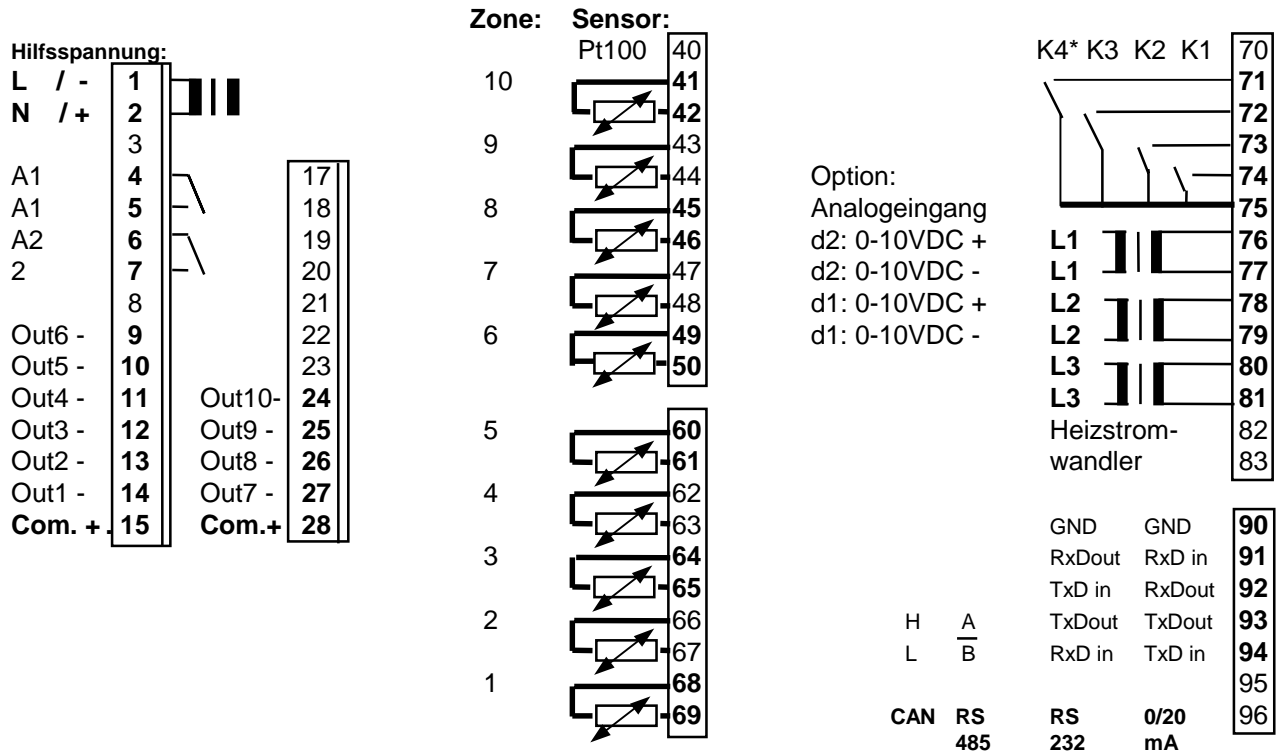 Hilfsspannung:
L / - 1
N / + 2
3
A1 4
A1 5
A2 6
2 7
8
Out6 - 9
Out5 - 10
Out4 - 11
Out3 - 12
Out2 - 13
Out1 - 14
Com. + . 15
17
18
19
20
21
22
23
Out10- 24
Out9 - 25
Out8 - 26
Out7 - 27
Com.+ 28
Zone: Sensor:
Pt100 40
10 41
42
9 43
44
8 45
46
7 47
48
6 49
50
5 60
61
4 62
63
3 64
65
2 66
67
1 68
69
Option:
Analogeingang
d2: 0-10VDC +
d2: 0-10VDC -
d1: 0-10VDC +
d1: 0-10VDC -
K4* K3 K2 K1 70
71
72
73
74
75
L1 76
L1 77
L2 78
L2 79
L3 80
L3 81
Heizstrom- 82
wandler 83
GND GND 90
RxDout RxD in 91
TxD in RxDout 92
H A TxDout TxDout 93
L B RxD in TxD in 94
95
CAN RS RS 0/20 96
485 232 mA